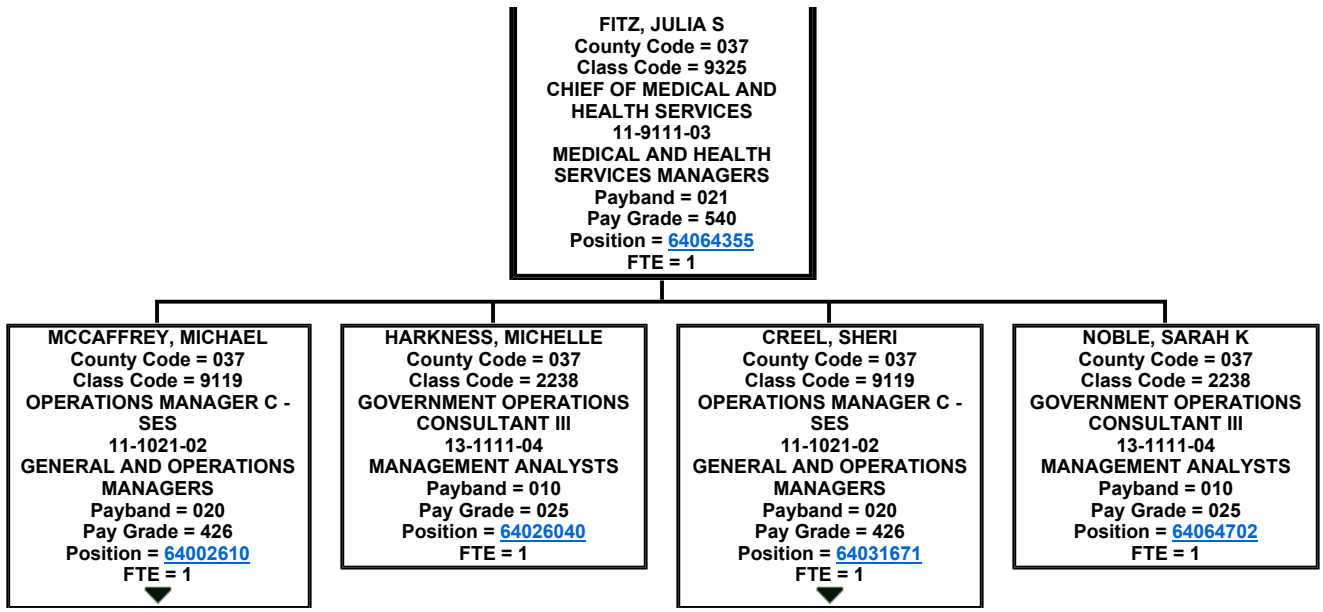 FITZ, JULIA S
County Code = 037
Class Code = 9325
CHIEF OF MEDICAL AND
HEALTH SERVICES
11-9111-03
MEDICAL AND HEALTH
SERVICES MANAGERS
Payband = 021
Pay Grade = 540
Position = 64064355
FTE = 1
MCCAFFREY, MICHAEL
County Code = 037
Class Code = 9119
OPERATIONS MANAGER C -
SES
11-1021-02
GENERAL AND OPERATIONS
MANAGERS
Payband = 020
Pay Grade = 426
Position = 64002610
FTE = 1
HARKNESS, MICHELLE
County Code = 037
Class Code = 2238
GOVERNMENT OPERATIONS
CONSULTANT III
13-1111-04
MANAGEMENT ANALYSTS
Payband = 010
Pay Grade = 025
Position = 64026040
FTE = 1
CREEL, SHERI
County Code = 037
Class Code = 9119
OPERATIONS MANAGER C -
SES
11-1021-02
GENERAL AND OPERATIONS
MANAGERS
Payband = 020
Pay Grade = 426
Position = 64031671
FTE = 1
NOBLE, SARAH K
County Code = 037
Class Code = 2238
GOVERNMENT OPERATIONS
CONSULTANT III
13-1111-04
MANAGEMENT ANALYSTS
Payband = 010
Pay Grade = 025
Position = 64064702
FTE = 1